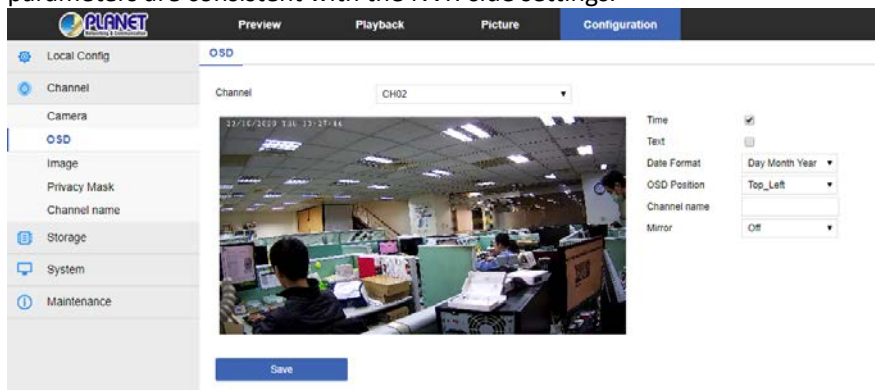 parameters are consistent with the NVR side settings.
PLANET
Networking & Communication
Preview
Playback
Picture
Configuration
Local Config
OSD
Channel
Channel
CH02
Camera
OSD
Image
Privacy Mask
Channel name
Storage
System
Maintenance
Time
Text
Date Format
Day Month Year
OSD Position
Top_Left
Channel name
Mirror
Off
Save